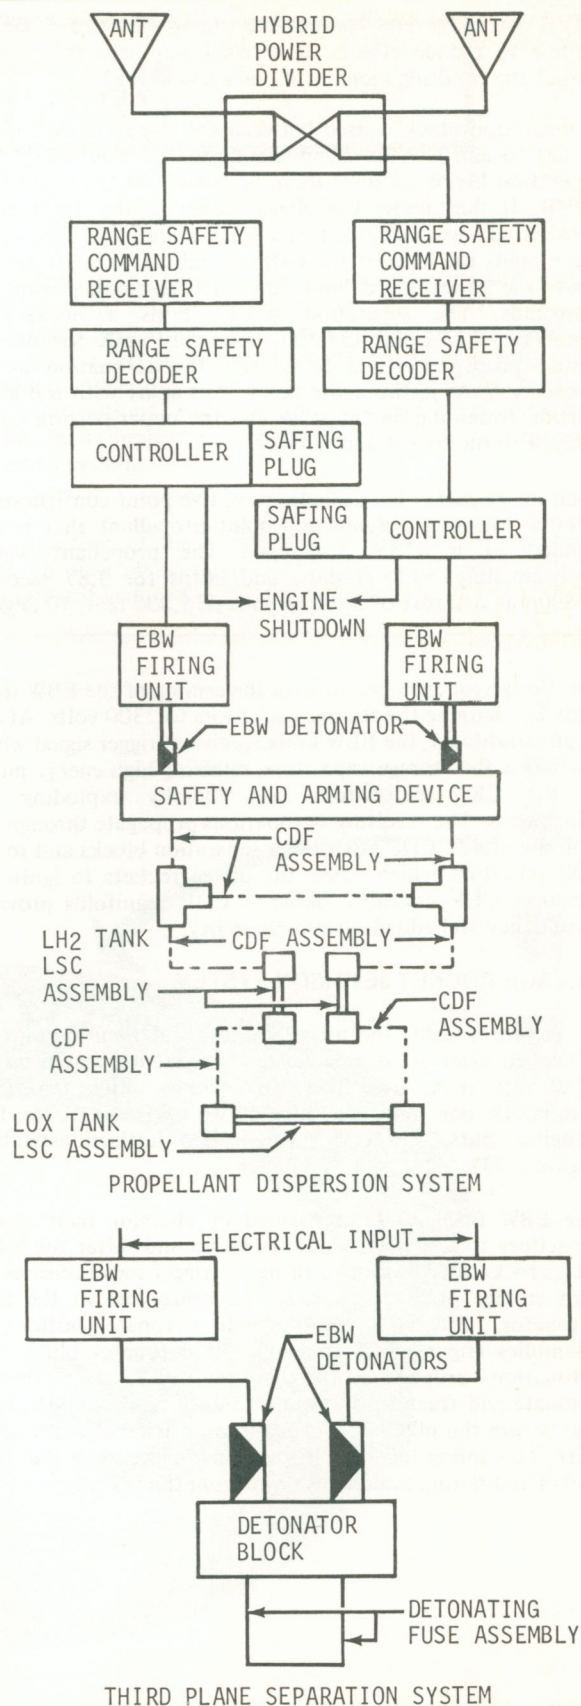 ANT
HYBRID
POWER
DIVIDER
ANT
RANGE SAFETY
COMMAND
RECEIVER
RANGE SAFETY
COMMAND
RECEIVER
RANGE SAFETY
DECODER
RANGE SAFETY
DECODER
CONTROLLER
SAFING
PLUG
SAFING
PLUG
CONTROLLER
ENGINE
SHUTDOWN
EBW
FIRING
UNIT
EBW
FIRING
UNIT
EBW DETONATOR
SAFETY AND ARMING DEVICE
CDF
ASSEMBLY
LH2 TANK
LSC
ASSEMBLY
CDF ASSEMBLY
CDF
ASSEMBLY
CDF
ASSEMBLY
LOX TANK
LSC ASSEMBLY
PROPELLANT DISPERSION SYSTEM
ELECTRICAL INPUT
EBW
FIRING
UNIT
EBW
FIRING
UNIT
EBW
DETONATORS
DETONATOR
BLOCK
DETONATING
FUSE ASSEMBLY
THIRD PLANE SEPARATION SYSTEM